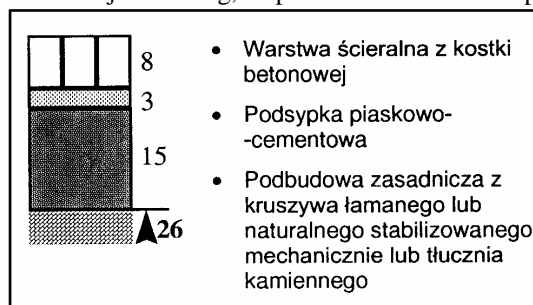 8
3
15
26
• Warstwa ścieralna z kostki
betonowej
• Podsypka piaskowo-
-cementowa
• Podbudowa zasadnicza z
kruszywa łamanego lub
naturalnego stabilizowanego
mechanicznie lub tłucznia
kamiennego